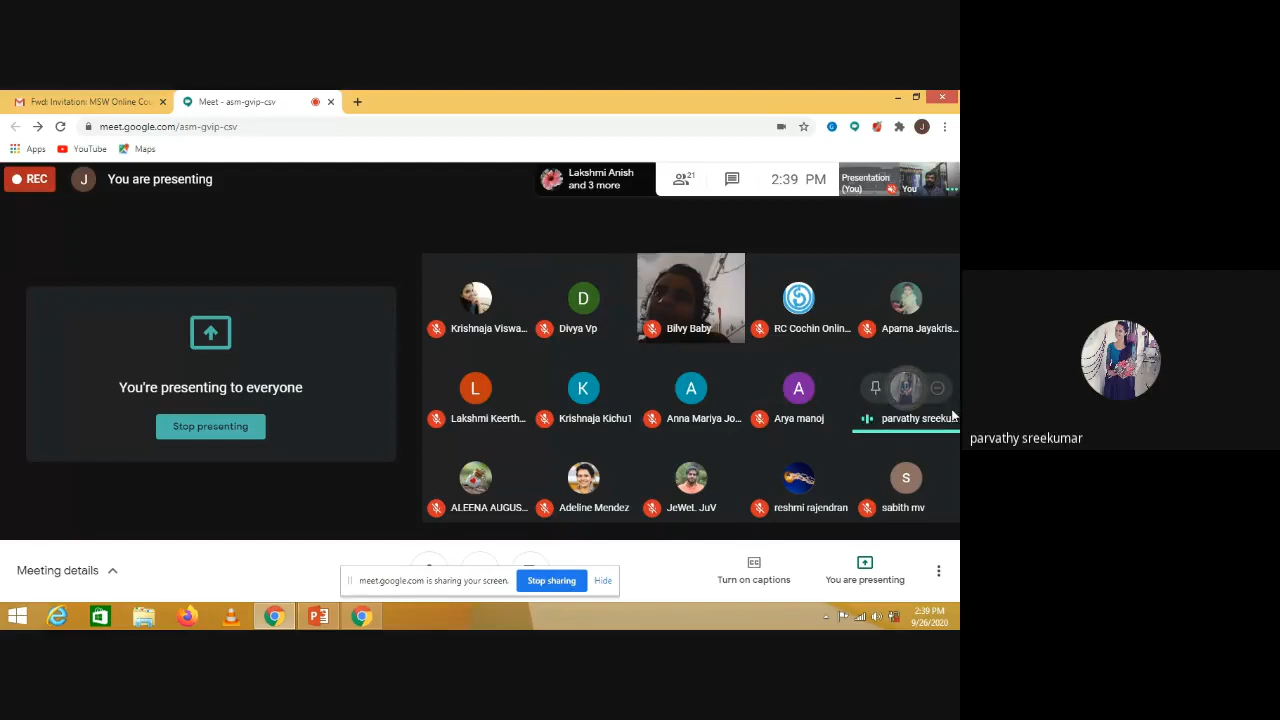 Fwd: Invitation: MSW Online Cou
Meet - asm-gvip-csv
meet.google.com/asm-gvip-csv
J
Apps
YouTube
Maps
REC
J
You are presenting
Lakshmi Anish
and 3 more
21
2:39 PM
Presentation
(You)
You
You're presenting to everyone
Stop presenting
Krishnaja Viswa...
D
Divya Vp
Bilvy Baby
RC Cochin Onlin...
Aparna Jayakris...
L
Lakshmi Keerth...
K
Krishnaja Kichu1
A
Anna Mariya Jo...
A
Arya manoj
parvathy sreeku...
parvathy sreekumar
ALEENA AUGUS...
Adeline Mendez
JeWeL JuV
reshmi rajendran
s
sabith mv
Meeting details
meet.google.com is sharing your screen.
Stop sharing
Hide
Turn on captions
You are presenting
2:39 PM
9/26/2020